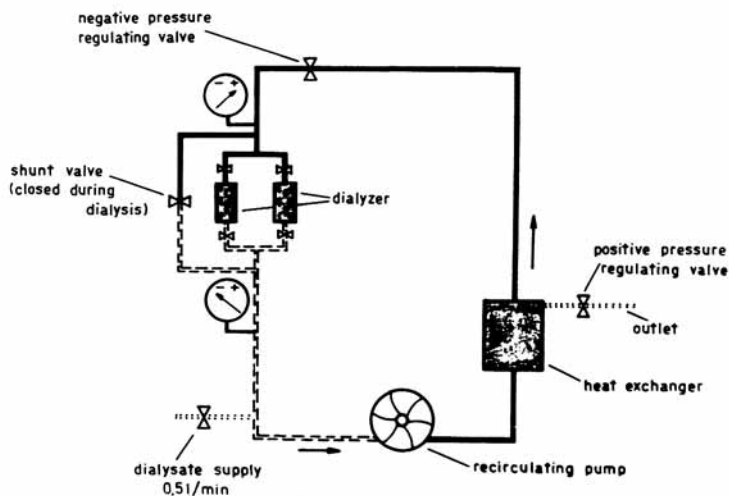 negative pressure
regulating valve
- +
shunt valve
(closed during
dialysis)
dialyzer
positive pressure
regulating valve
- +
outlet
heat exchanger
dialysate supply
0,51/min
recirculating pump